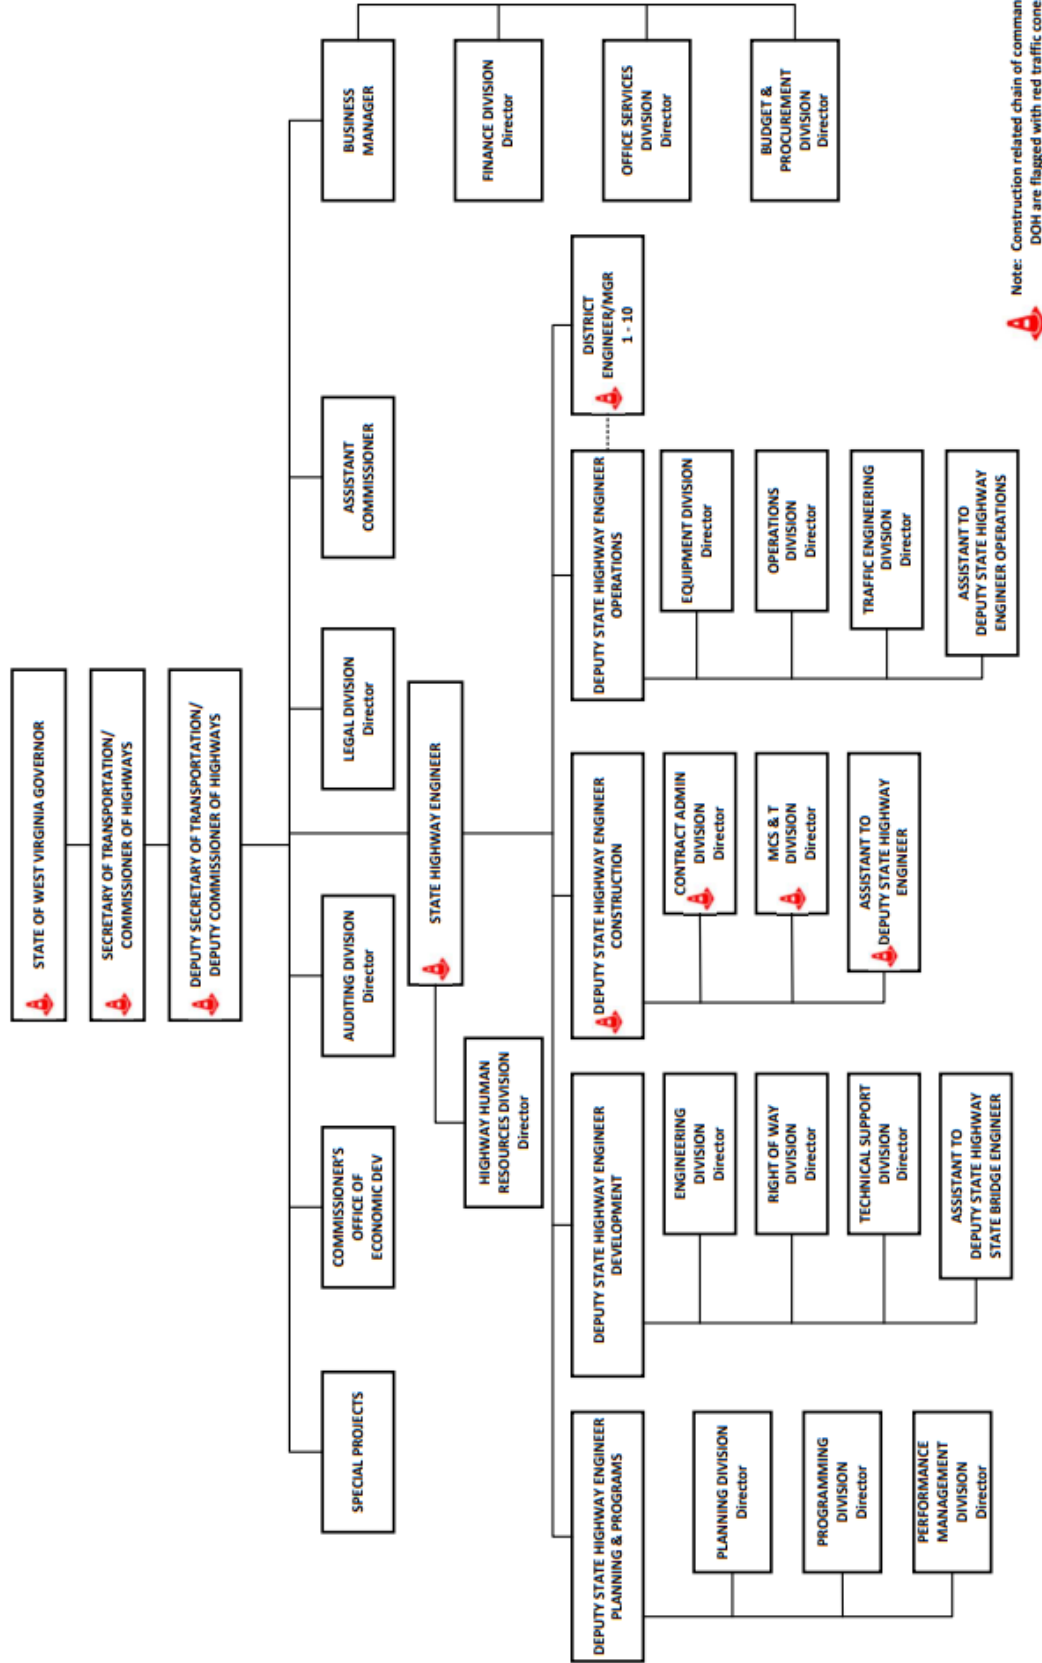 STATE OF WEST VIRGINIA GOVERNOR
SECRETARY OF TRANSPORTATION/
COMMISSIONER OF HIGHWAYS
DEPUTY SECRETARY OF TRANSPORTATION/
DEPUTY COMMISSIONER OF HIGHWAYS
SPECIAL PROJECTS
COMMISSIONER'S
OFFICE OF
ECONOMIC DEV
AUDITING DIVISION
Director
LEGAL DIVISION
Director
ASSISTANT
COMMISSIONER
BUSINESS
MANAGER
STATE HIGHWAY ENGINEER
HIGHWAY HUMAN
RESOURCES DIVISION
Director
FINANCE DIVISION
Director
OFFICE SERVICES
DIVISION
Director
BUDGET &
PROCUREMENT
DIVISION
Director
DEPUTY STATE HIGHWAY ENGINEER
PLANNING & PROGRAMS
PLANNING DIVISION
Director
PROGRAMMING
DIVISION
Director
PERFORMANCE
MANAGEMENT
DIVISION
Director
DEPUTY STATE HIGHWAY ENGINEER
DEVELOPMENT
ENGINEERING
DIVISION
Director
RIGHT OF WAY
DIVISION
Director
TECHNICAL SUPPORT
DIVISION
Director
ASSISTANT TO
DEPUTY STATE HIGHWAY
STATE BRIDGE ENGINEER
DEPUTY STATE HIGHWAY ENGINEER
CONSTRUCTION
CONTRACT ADMIN
DIVISION
Director
MCS & T
DIVISION
Director
ASSISTANT TO
DEPUTY STATE HIGHWAY
ENGINEER
DEPUTY STATE HIGHWAY ENGINEER
OPERATIONS
EQUIPMENT DIVISION
Director
OPERATIONS
DIVISION
Director
TRAFFIC ENGINEERING
DIVISION
Director
ASSISTANT TO
DEPUTY STATE HIGHWAY
ENGINEER OPERATIONS
DISTRICT
ENGINEER/MGR
1 - 10
Note: Construction related chain of comman
DOH are flagged with red traffic cone